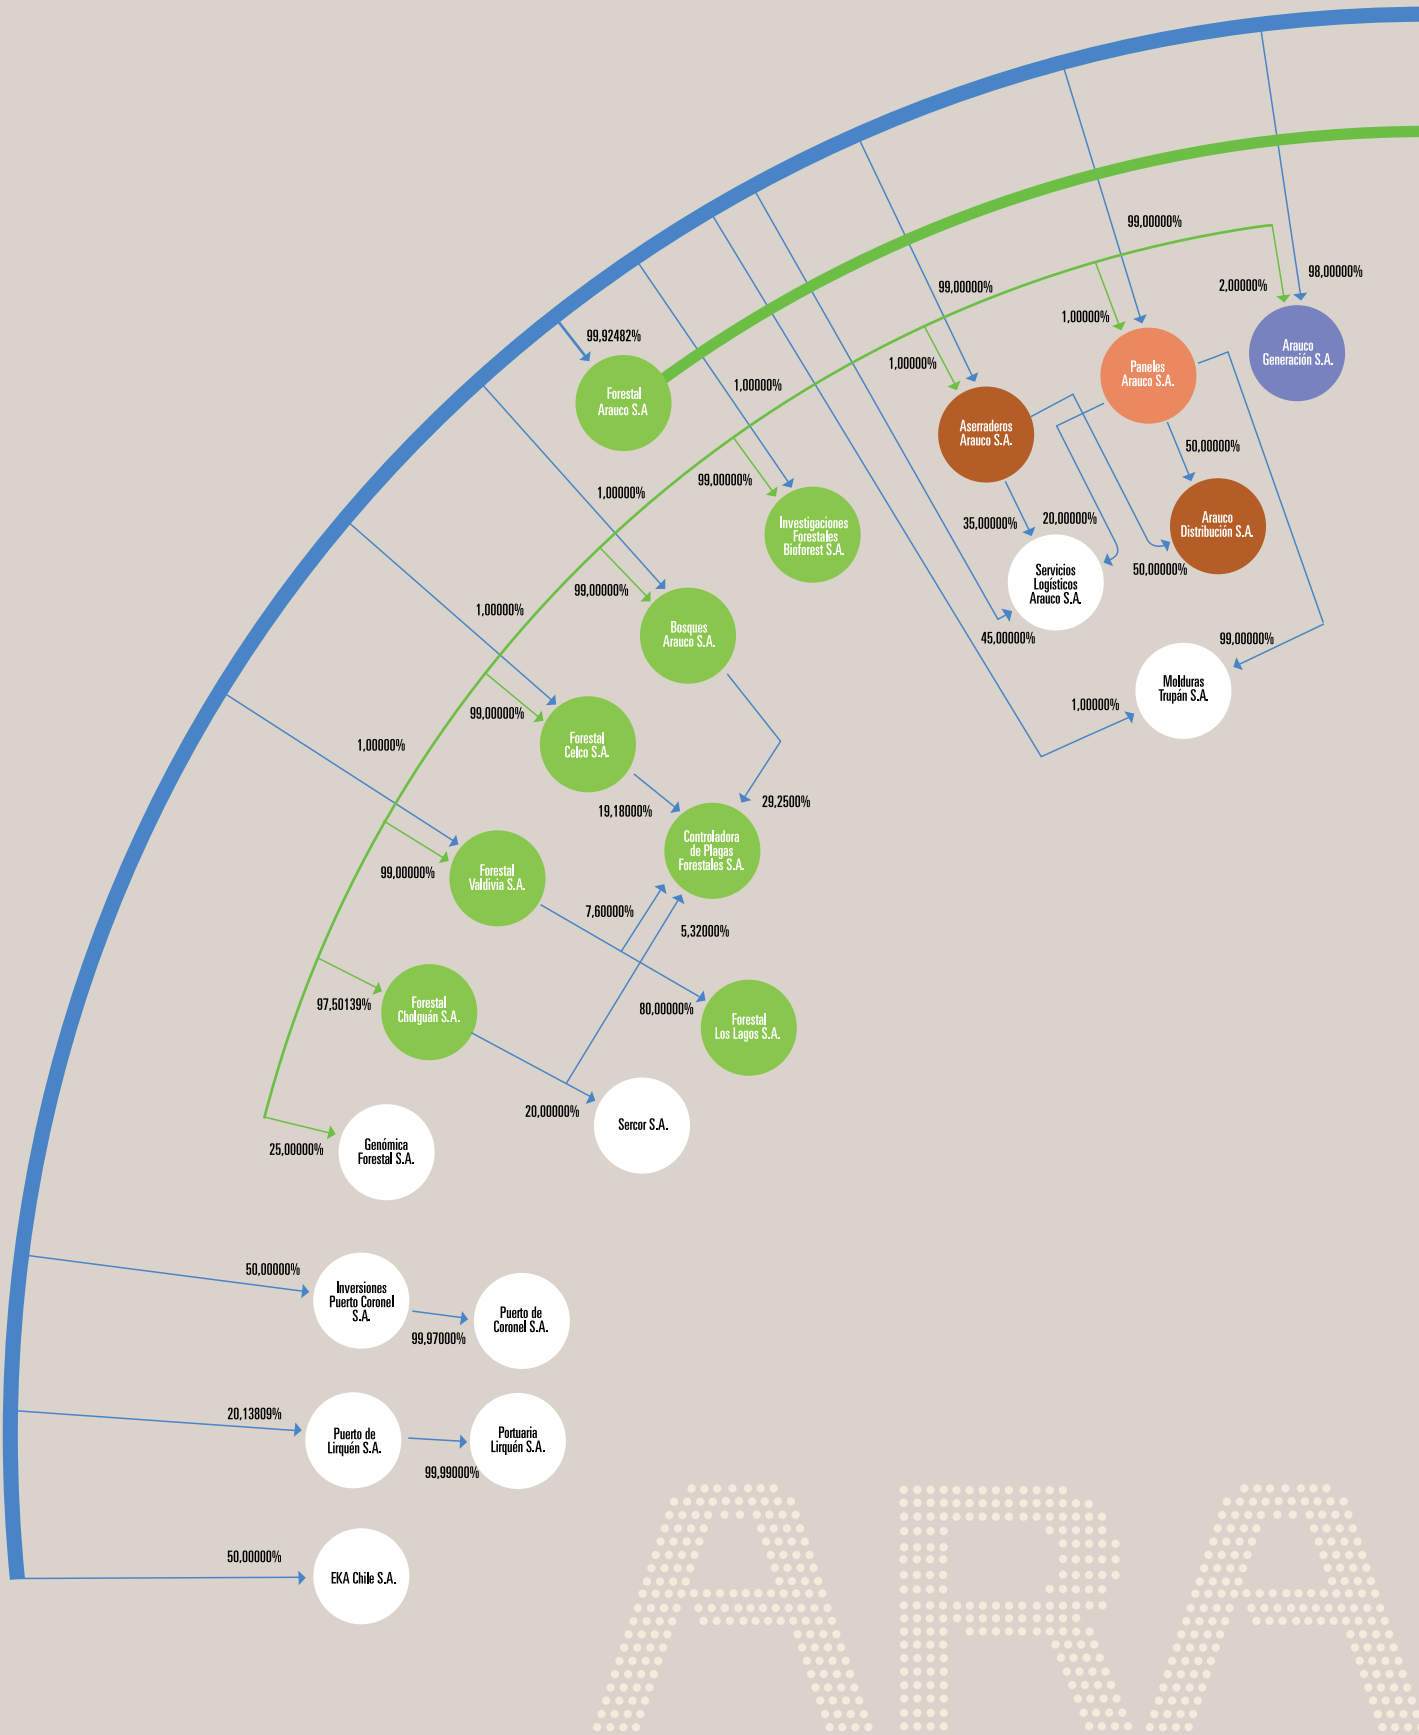 99,00000%
98,00000%
2,00000%
99,00000%
1,00000%
99,92482%
Arauco
Generación S.A.
1,00000%
Paneles
Arauco S.A.
1,00000%
Forestal
Arauco S.A
Aserraderos
Arauco S.A.
50,00000%
99,00000%
1,00000%
35,00000%
20,00000%
Arauco
Distribución S.A.
Investigaciones
Forestales
Bioforest S.A.
50,00000%
Servicios
Logísticos
Arauco S.A.
99,00000%
1,00000%
45,00000%
99,00000%
Bosques
Arauco S.A.
Molduras
Trupán S.A.
1,00000%
99,00000%
Forestal
Celco S.A.
1,00000%
29,2500%
19,18000%
Controladora
de Plagas
Forestales S.A.
99,00000%
Forestal
Valdivia S.A.
7,60000%
5,32000%
97,50139%
Forestal
Cholguán S.A.
80,00000%
Forestal
Los Lagos S.A.
20,00000%
Sercor S.A.
25,00000%
Genómica
Forestal S.A.
50,00000%
Inversiones
Puerto Coronel
S.A.
99,97000%
Puerto de
Coronel S.A.
20,13809%
Puerto de
Lirquén S.A.
99,99000%
Portuaria
Lirquén S.A.
50,00000%
EKA Chile S.A.
ARA